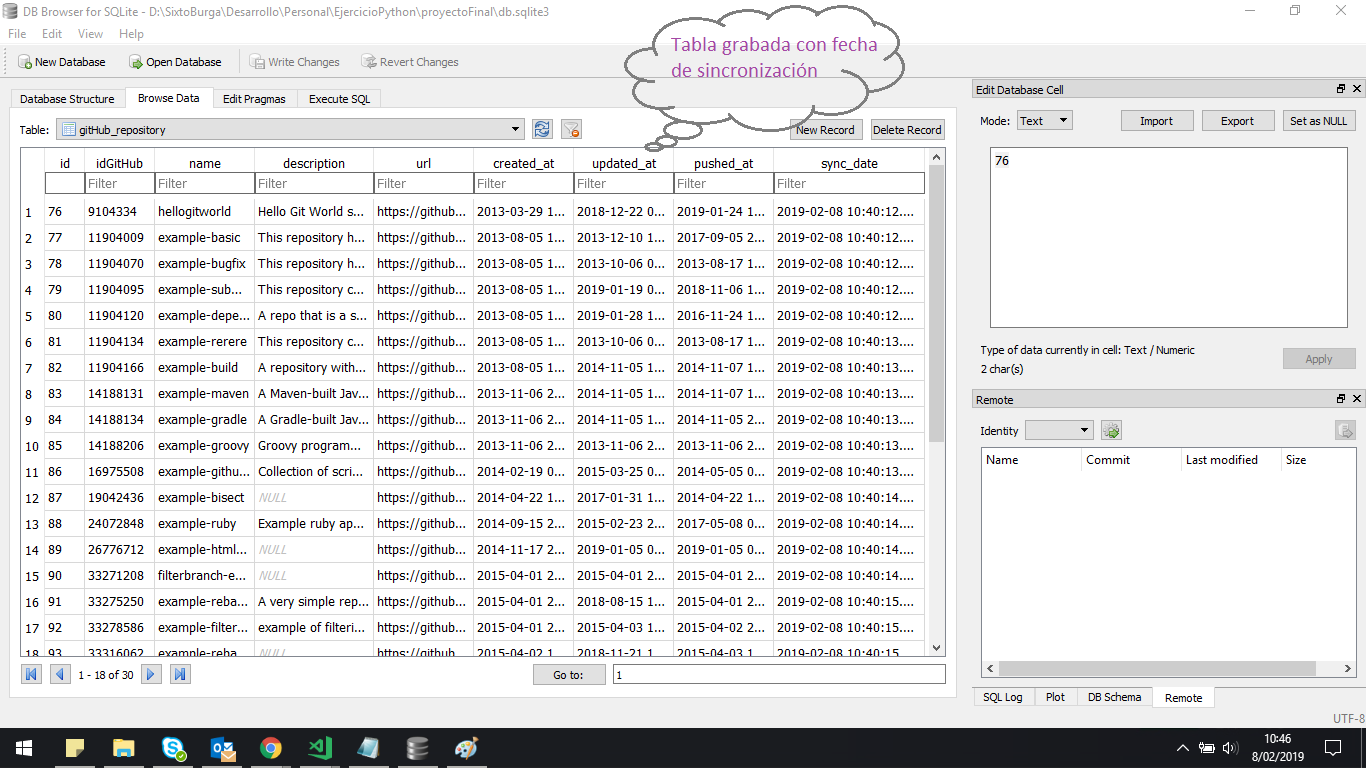 DB Browser for SQLite - D:\SixtoBurga\Desarrollo\Personal\EjercicioPython\proyectoFinal\db.sqlite3
File Edit View Help
New Database Open Database Write Changes Revert Changes
Tabla grabada con fecha
de sincronización
Database Structure Browse Data Edit Pragmas Execute SQL
Table: gitHub_repository New Record Delete Record
id idGitHub name description url created_at updated_at pushed_at sync_date
Filter Filter Filter Filter Filter Filter Filter Filter
1 76 9104334 hellogitworld Hello Git World s... https://github... 2013-03-29 1... 2018-12-22 0... 2019-01-24 1... 2019-02-08 10:40:12....
2 77 11904009 example-basic This repository h... https://github... 2013-08-05 1... 2013-12-10 1... 2017-09-05 2... 2019-02-08 10:40:12....
3 78 11904070 example-bugfix This repository h... https://github... 2013-08-05 1... 2013-10-06 0... 2013-08-17 1... 2019-02-08 10:40:12....
4 79 11904095 example-sub... This repository c... https://github... 2013-08-05 1... 2019-01-19 0... 2018-11-06 1... 2019-02-08 10:40:12....
5 80 11904120 example-depe... A repo that is a s... https://github... 2013-08-05 1... 2019-01-28 1... 2016-11-24 1... 2019-02-08 10:40:12....
6 81 11904134 example-rerere This repository c... https://github... 2013-08-05 1... 2013-10-06 0... 2013-08-17 1... 2019-02-08 10:40:13....
7 82 11904166 example-build A repository with... https://github... 2013-08-05 1... 2014-11-05 1... 2014-11-07 1... 2019-02-08 10:40:13....
8 83 14188131 example-maven A Maven-built Jav... https://github... 2013-11-06 2... 2014-11-05 1... 2014-11-07 1... 2019-02-08 10:40:13....
9 84 14188134 example-gradle A Gradle-built Jav... https://github... 2013-11-06 2... 2014-11-05 1... 2014-11-05 2... 2019-02-08 10:40:13....
10 85 14188206 example-groovy Groovy program... https://github... 2013-11-06 2... 2013-11-06 2... 2013-11-06 2... 2019-02-08 10:40:13....
11 86 16975508 example-githu... Collection of scri... https://github... 2014-02-19 0... 2015-03-25 0... 2014-05-05 0... 2019-02-08 10:40:13....
12 87 19042436 example-bisect NULL https://github... 2014-04-22 1... 2017-01-31 1... 2014-04-22 1... 2019-02-08 10:40:14....
13 88 24072848 example-ruby Example ruby ap... https://github... 2014-09-15 2... 2015-02-23 2... 2017-05-08 0... 2019-02-08 10:40:14....
14 89 26776712 example-html... NULL https://github... 2014-11-17 2... 2019-01-05 0... 2019-01-05 0... 2019-02-08 10:40:14....
15 90 33271208 filterbranch-e... NULL https://github... 2015-04-01 2... 2015-04-01 2... 2015-04-01 2... 2019-02-08 10:40:14....
16 91 33275250 example-reba... A very simple rep... https://github... 2015-04-01 2... 2018-08-15 1... 2015-04-01 2... 2019-02-08 10:40:15....
17 92 33278586 example-filter... example of filteri... https://github... 2015-04-01 2... 2015-04-03 1... 2015-04-02 2... 2019-02-08 10:40:15....
18 93 33316062 example-reba... NULL https://github... 2015-04-02 1... 2018-11-21 1... 2015-04-03 1... 2019-02-08 10:40:15....
1 - 18 of 30 Go to: 1
Edit Database Cell
Mode: Text Import Export Set as NULL
76
Type of data currently in cell: Text / Numeric
2 char(s)
Apply
Remote
Identity
Name Commit Last modified Size
SQL Log Plot DB Schema Remote
UTF-8
10:46
8/02/2019